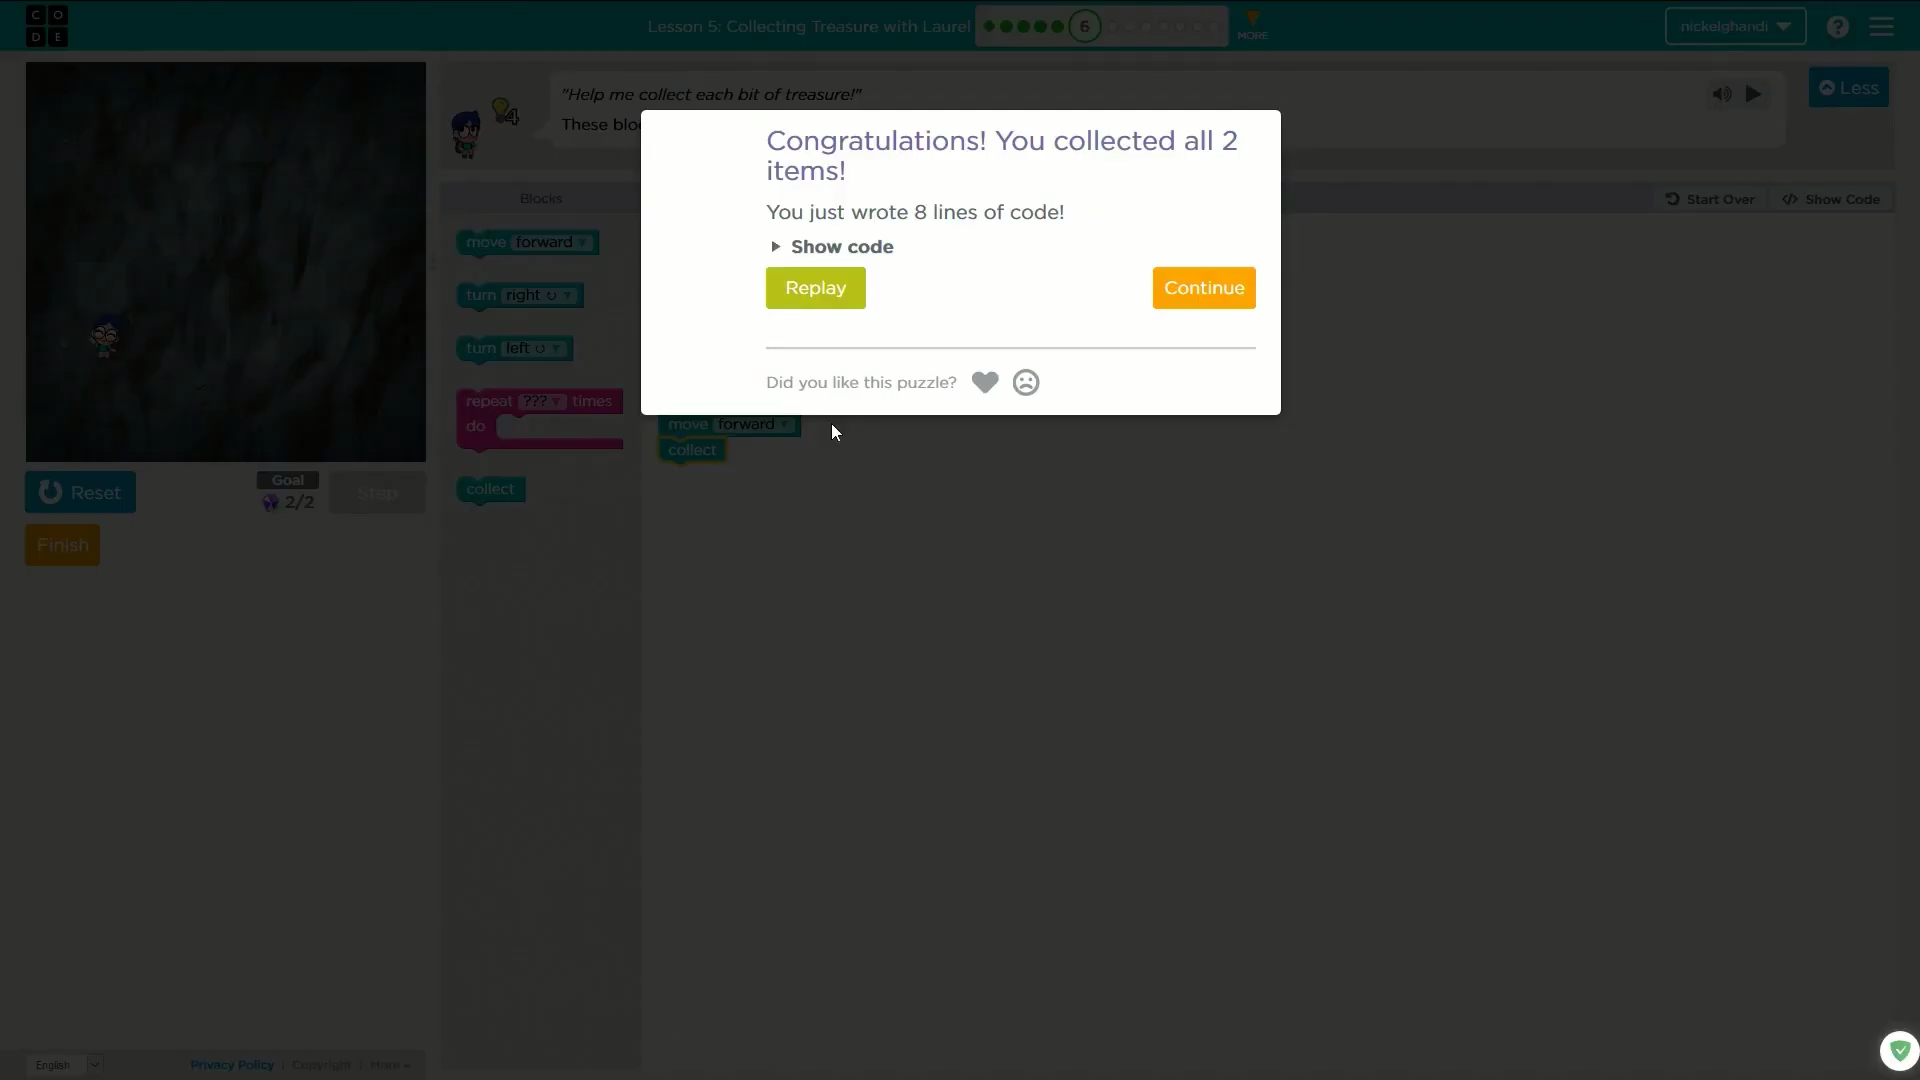 C O
D E
Lesson 5: Collecting Treasure with Laurel
6
MORE
nickelghandi
?
"Help me collect each bit of treasure!"
4
These blo
Less
Congratulations! You collected all 2
items!
You just wrote 8 lines of code!
Show code
Replay
Continue
Did you like this puzzle?
Blocks
Start Over
Show Code
move forward
turn right
turn left
repeat ??? times
do
collect
move forward
collect
Reset
Goal
2/2
Step
Finish
English
Privacy Policy | Copyright | More